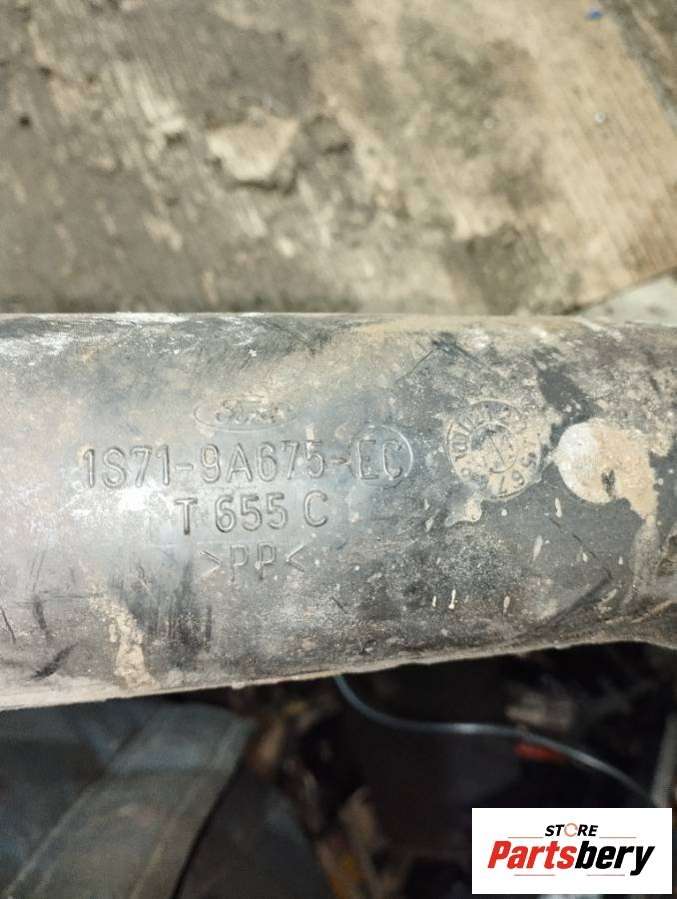 Ford
1S71-9A675-EC
T 655 C
>PP<
STORE
Partsbery